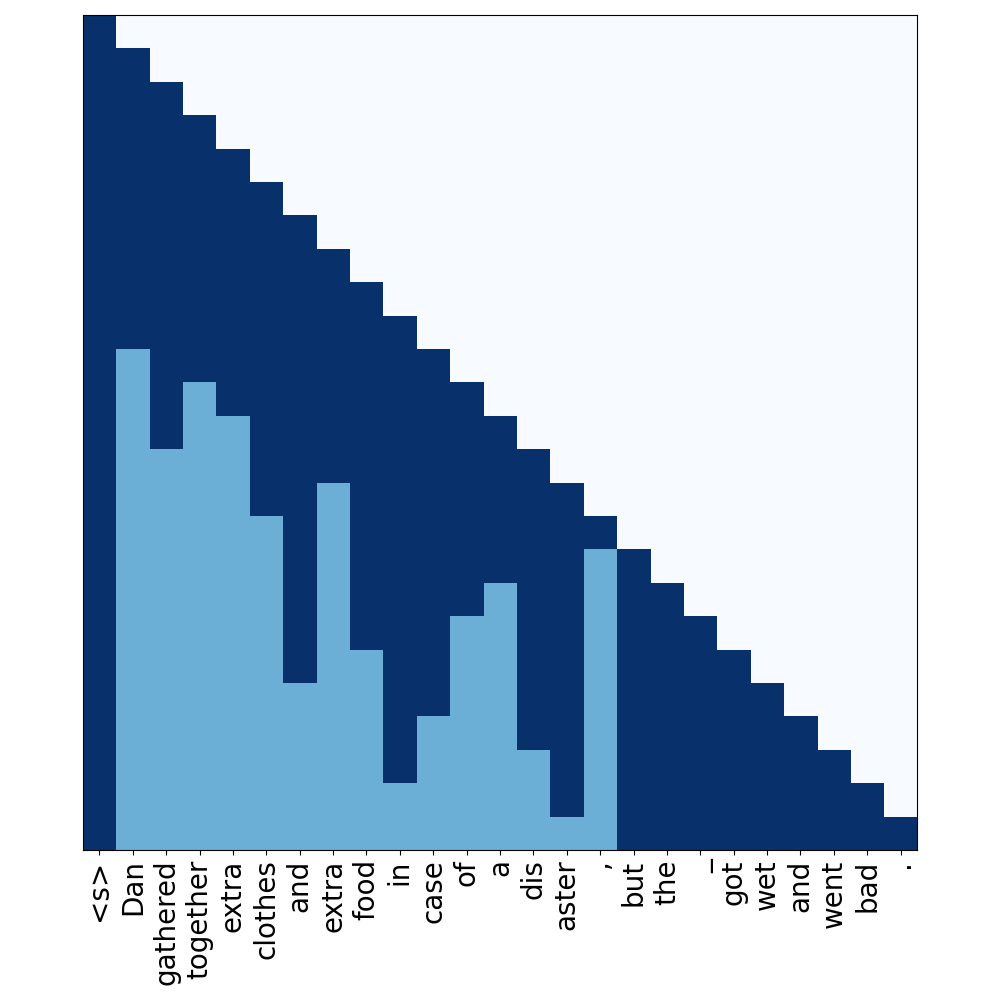 <s> Dan gathered together extra clothes and extra food in case of a dis aster , but the _ got wet and went bad .